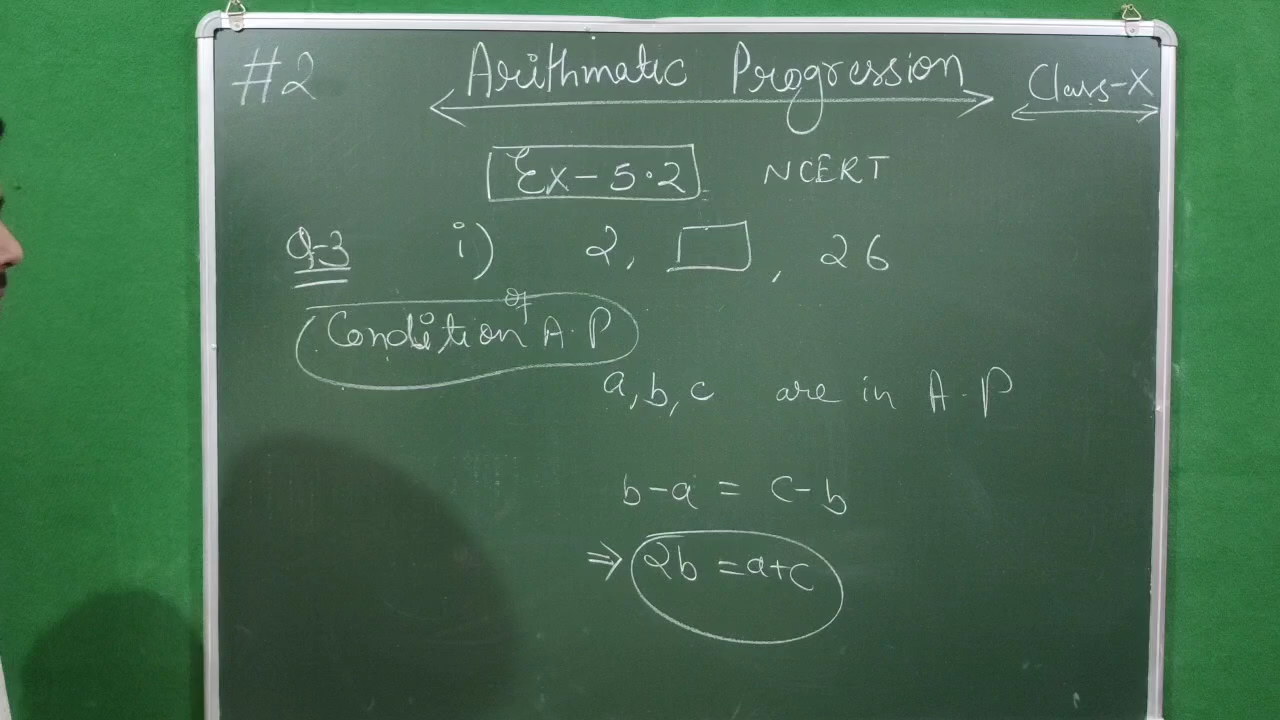 #2 Arithmatic Progression Class-X
Ex-5.2 NCERT
Q-3 i) 2, , 26
Condition of A.P
a,b,c are in A.P
b-a = c-b
⇒ 2b = a+c